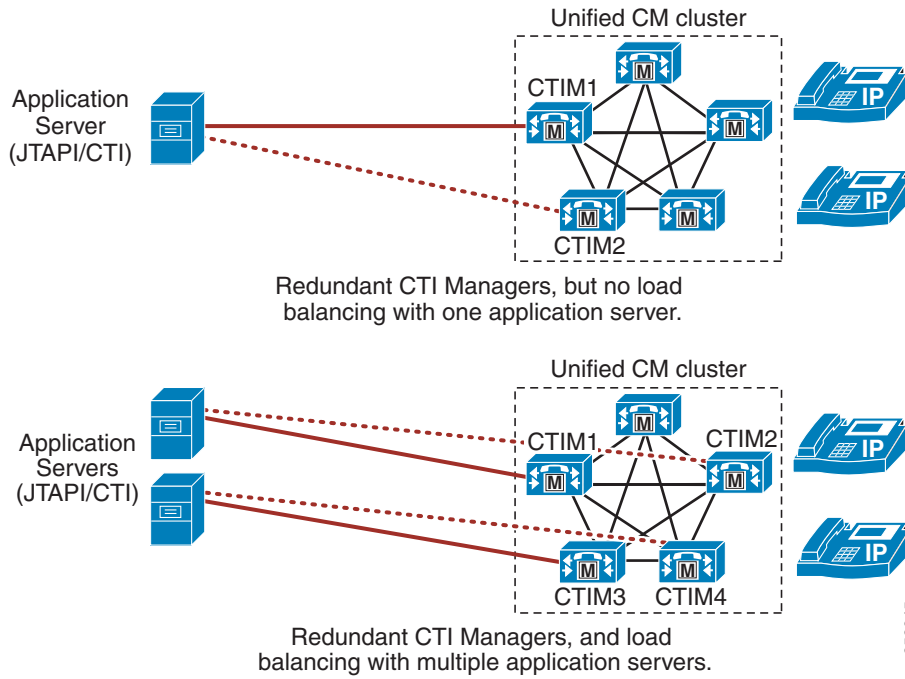 Unified CM cluster
Application
Server
(JTAPI/CTI)
CTIM1
M
M
M
M
M
CTIM2
IP
IP
Redundant CTI Managers, but no load
balancing with one application server.
Unified CM cluster
Application
Servers
(JTAPI/CTI)
CTIM1
CTIM2
M
M
M
M
M
CTIM3
CTIM4
IP
IP
Redundant CTI Managers, and load
balancing with multiple application servers.